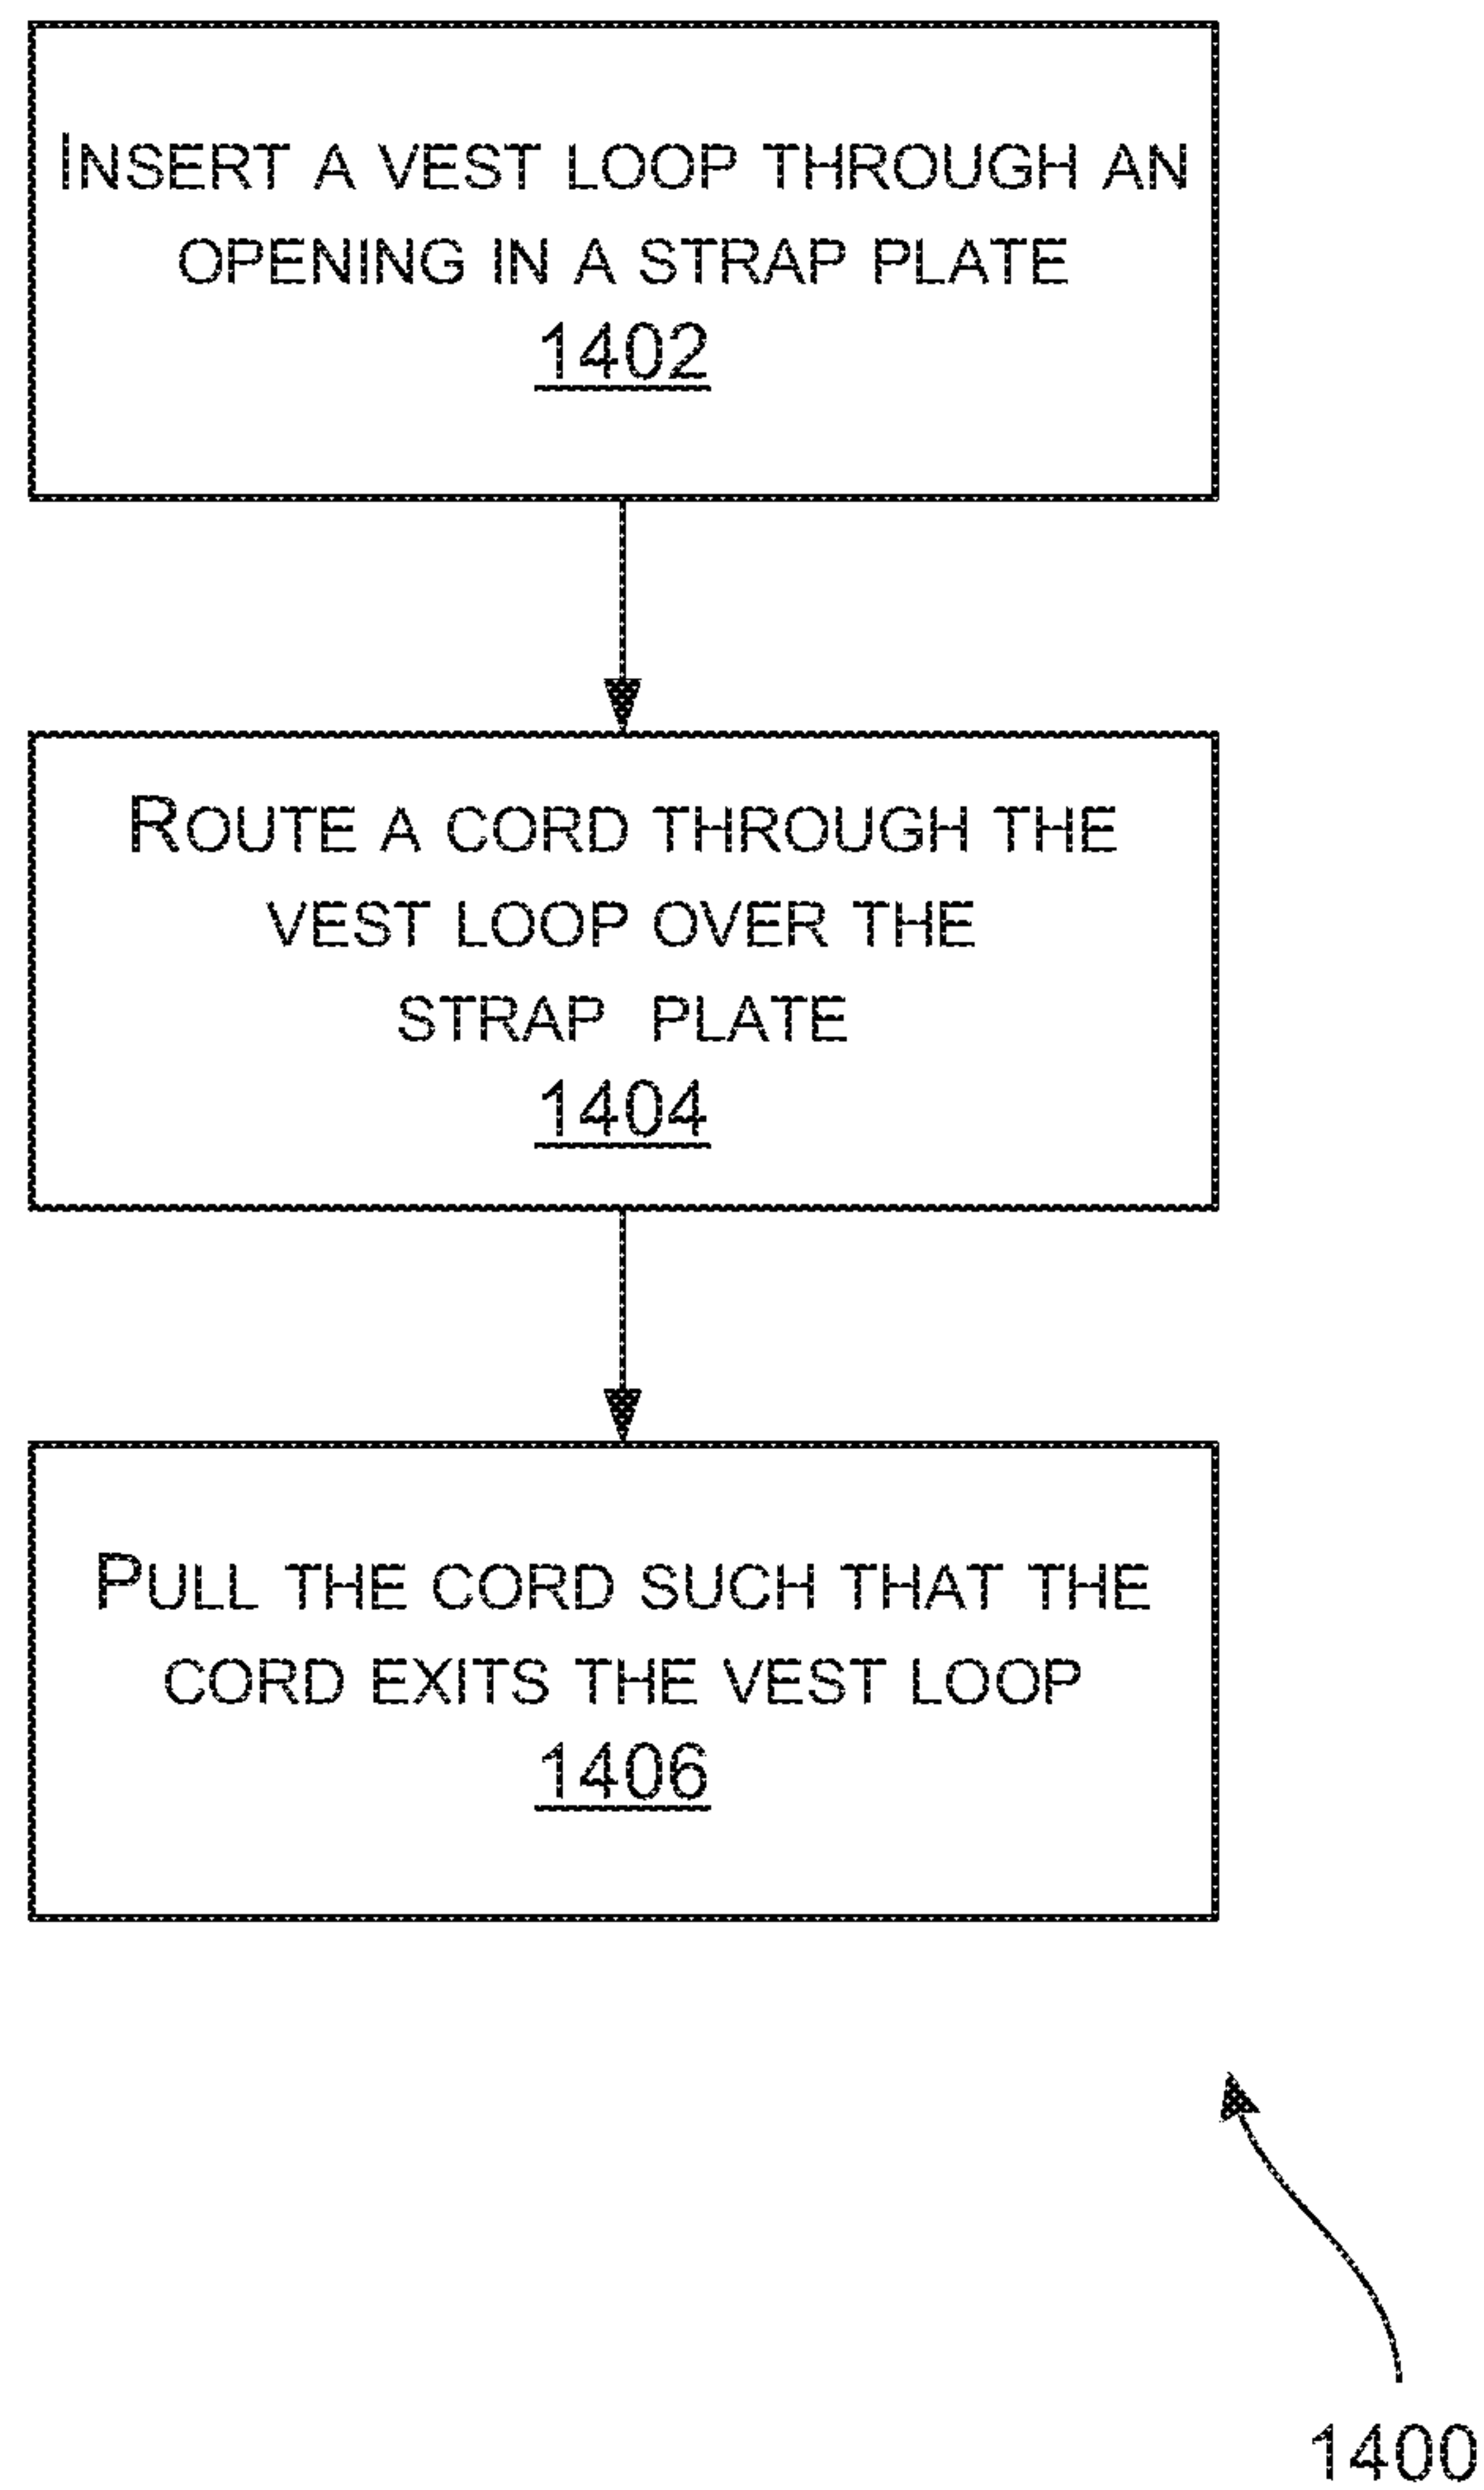 INSERT A VEST LOOP THROUGH AN
OPENING IN A STRAP PLATE
1402
ROUTE A CORD THROUGH THE
VEST LOOP OVER THE
STRAP PLATE
1404
PULL THE CORD SUCH THAT THE
CORD EXITS THE VEST LOOP
1406
1400